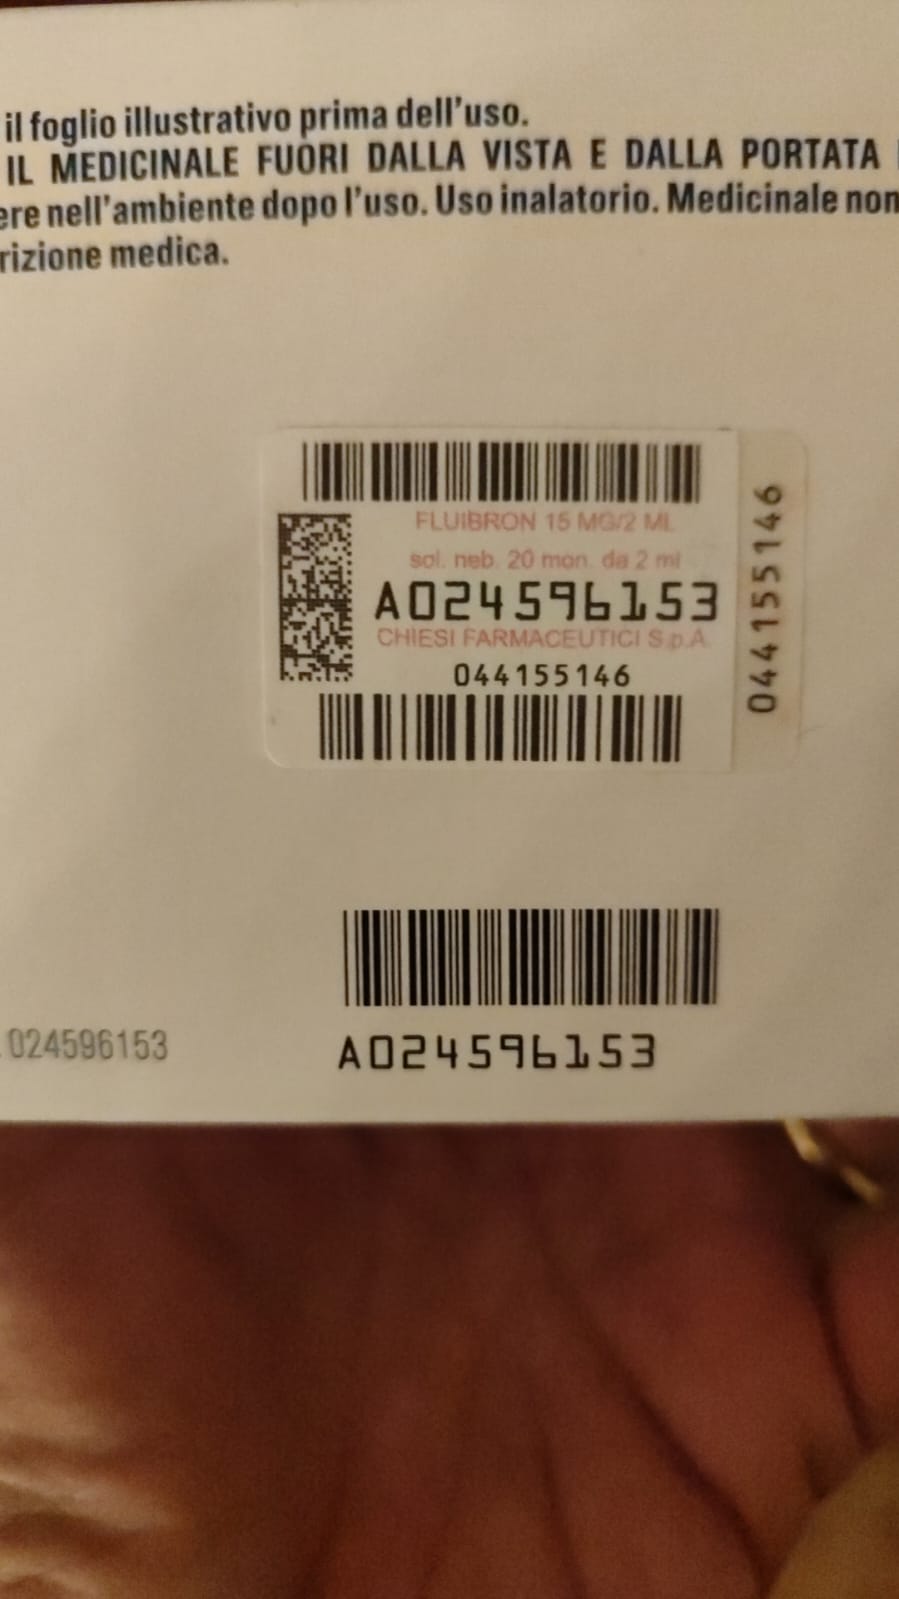 il foglio illustrativo prima dell'uso.
IL MEDICINALE FUORI DALLA VISTA E DALLA PORTATA
ere nell'ambiente dopo l'uso. Uso inalatorio. Medicinale non
rizione medica.
FLUIBRON 15 MG/2 ML
sol. neb. 20 mon. da 2 ml
A024596153
CHIESI FARMACEUTICI S.p.A.
044155146
044155146
024596153
A024596153